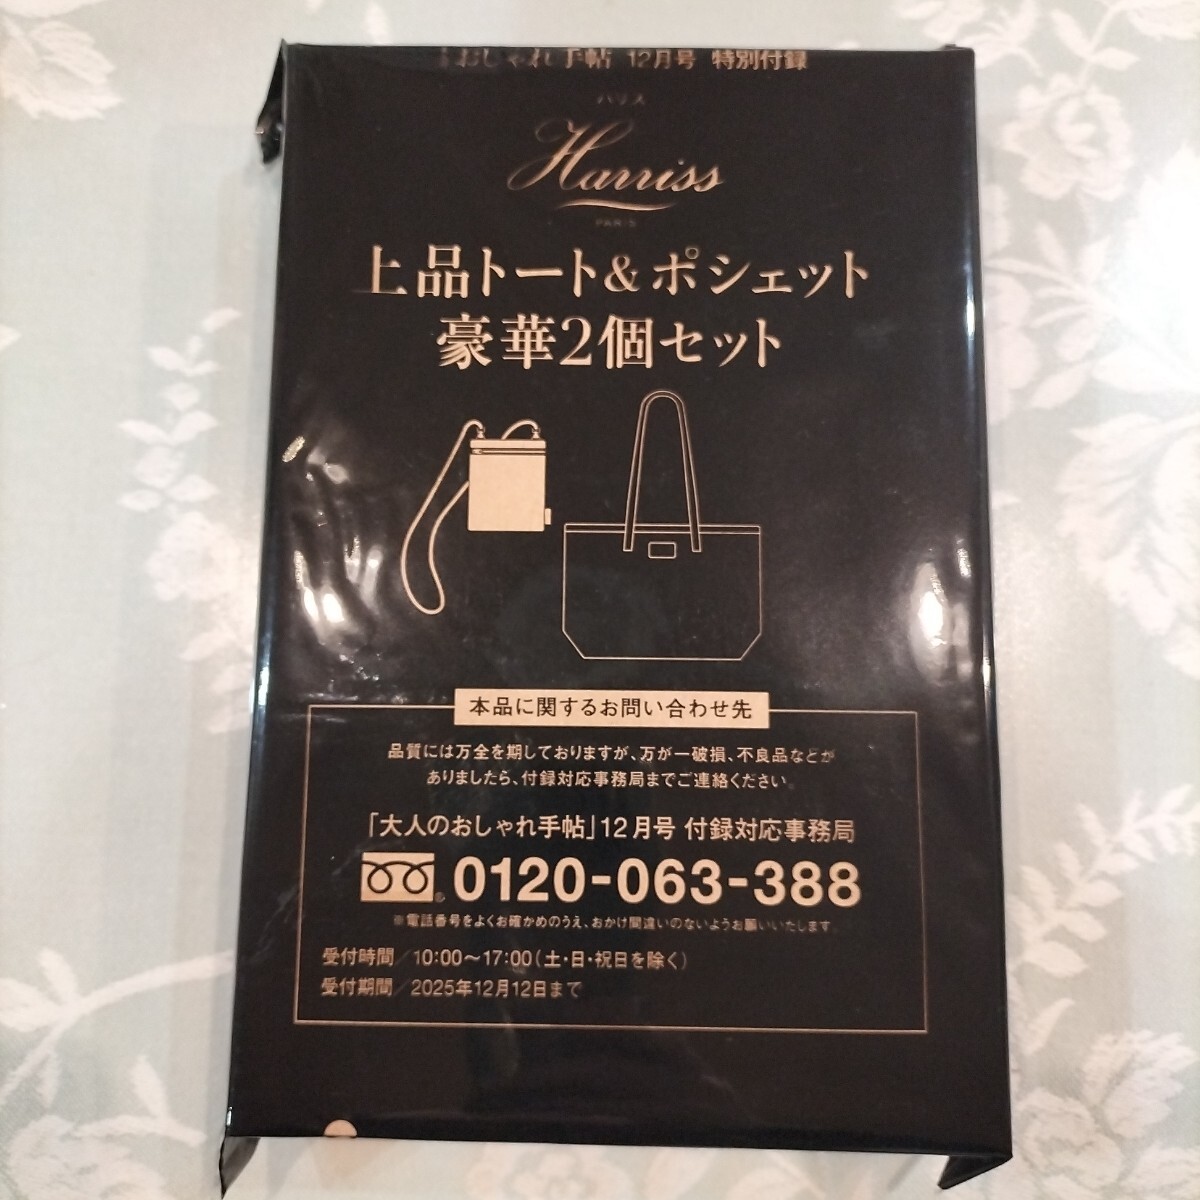 おしゃれ手帖 12月号 特別付録
ハリス
Harriss
PARIS
上品トート&ポシェット
豪華2個セット
本品に関するお問い合わせ先
品質には万全を期しておりますが、万が一破損、不良品などが
ありましたら、付録対応事務局までご連絡ください。
「大人のおしゃれ手帖」12月号 付録対応事務局
0120-063-388
※電話番号をよくお確かめのうえ、おかけ間違いのないようお願いいたします。
受付時間/10:00〜17:00(土・日・祝日を除く)
受付期間/2025年12月12日まで